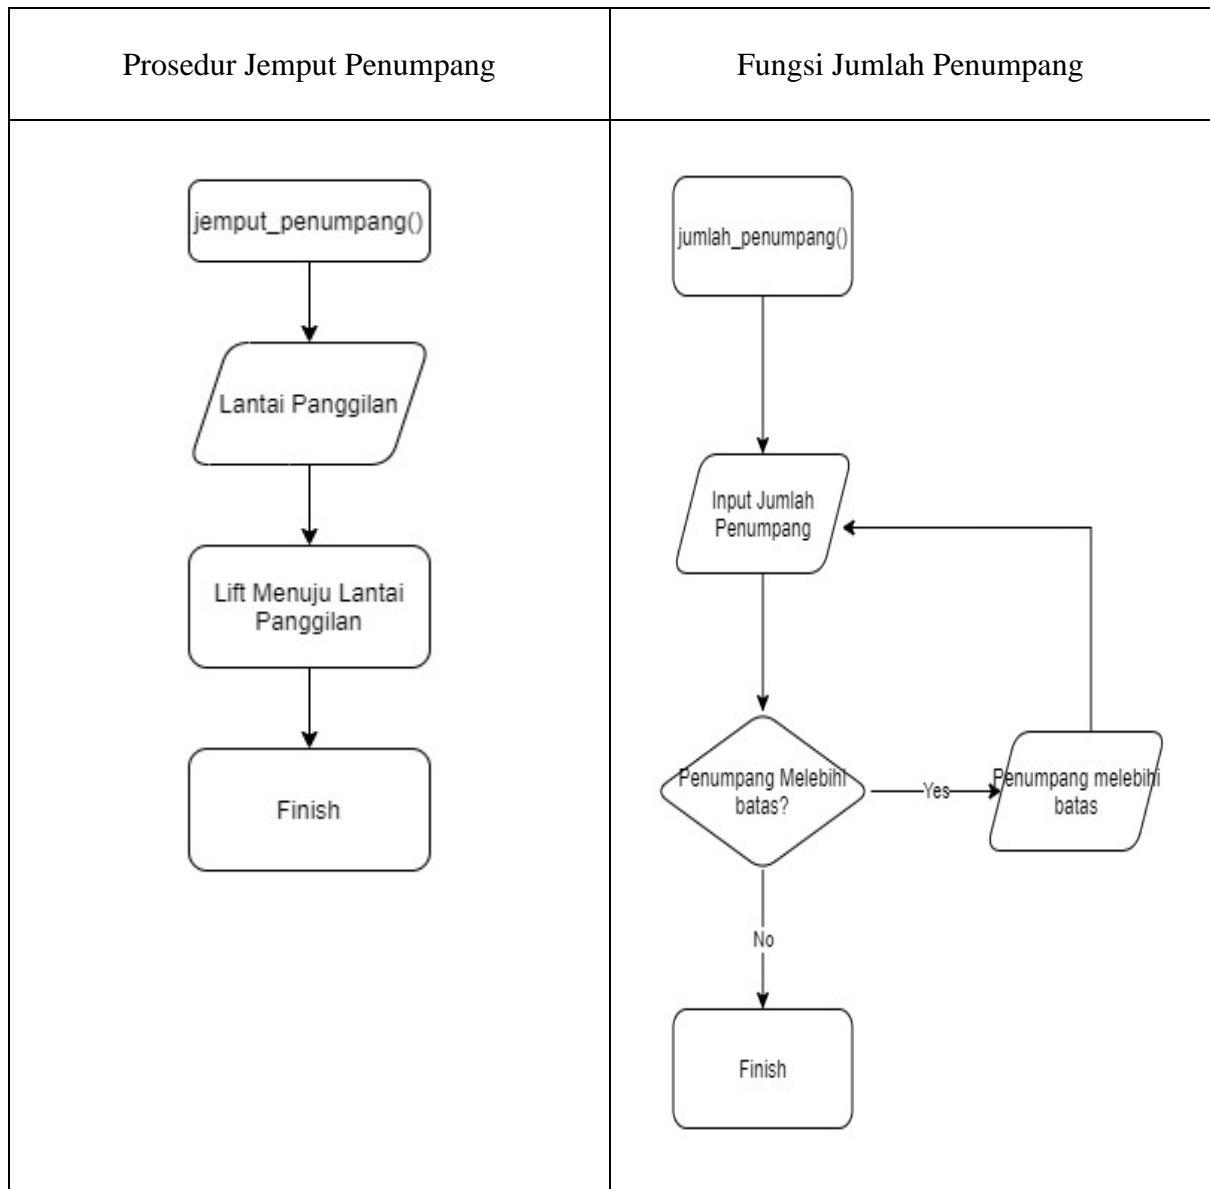 Prosedur Jemput Penumpang
Fungsi Jumlah Penumpang
jemput_penumpang()
Lantai Panggilan
Lift Menuju Lantai
Panggilan
Finish
jumlah_penumpang()
Input Jumlah
Penumpang
Penumpang Melebihi
batas?
Yes
Penumpang melebihi
batas
No
Finish